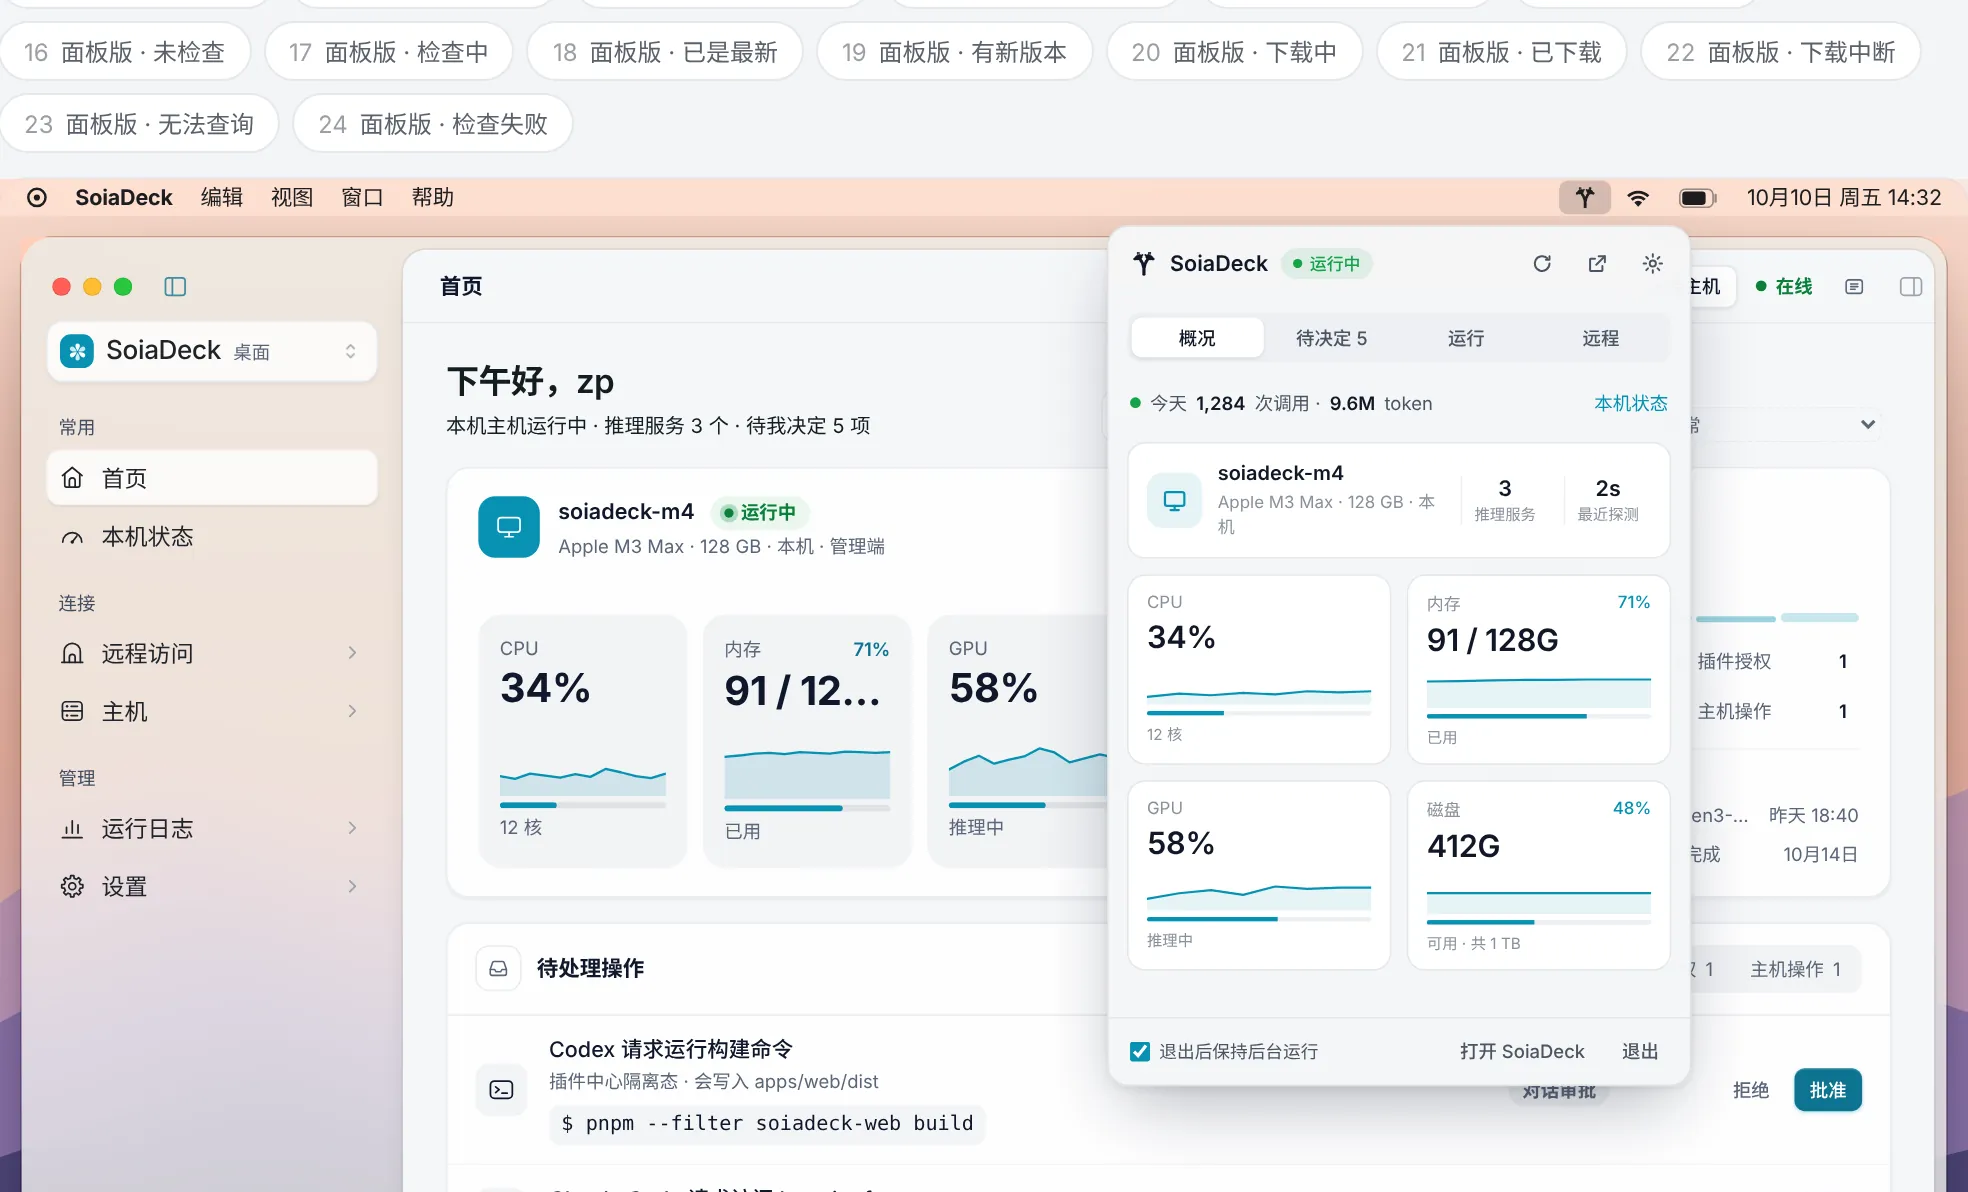 16 面板版 · 未检查
17 面板版 · 检查中
18 面板版 · 已是最新
19 面板版 · 有新版本
20 面板版 · 下载中
21 面板版 · 已下载
22 面板版 · 下载中断
23 面板版 · 无法查询
24 面板版 · 检查失败
SoiaDeck 编辑 视图 窗口 帮助
10月10日 周五 14:32
SoiaDeck 桌面
常用
首页
本机状态
连接
远程访问
主机
管理
运行日志
设置
首页
主机
在线
下午好，zp
本机主机运行中 · 推理服务 3 个 · 待我决定 5 项
soiadeck-m4 运行中
Apple M3 Max · 128 GB · 本机 · 管理端
CPU
34%
12 核
内存 71%
91 / 12...
已用
GPU
58%
推理中
SoiaDeck 运行中
概况
待决定 5
运行
远程
今天 1,284 次调用 · 9.6M token
本机状态
soiadeck-m4
Apple M3 Max · 128 GB · 本
机
3
推理服务
2s
最近探测
CPU
34%
12 核
内存 71%
91 / 128G
已用
GPU
58%
推理中
磁盘 48%
412G
可用 · 共 1 TB
退出后保持后台运行
打开 SoiaDeck
退出
插件授权 1
主机操作 1
en3-... 昨天 18:40
完成 10月14日
待处理操作
1 主机操作 1
Codex 请求运行构建命令
插件中心隔离态 · 会写入 apps/web/dist
$ pnpm --filter soiadeck-web build
对话审批
拒绝
批准